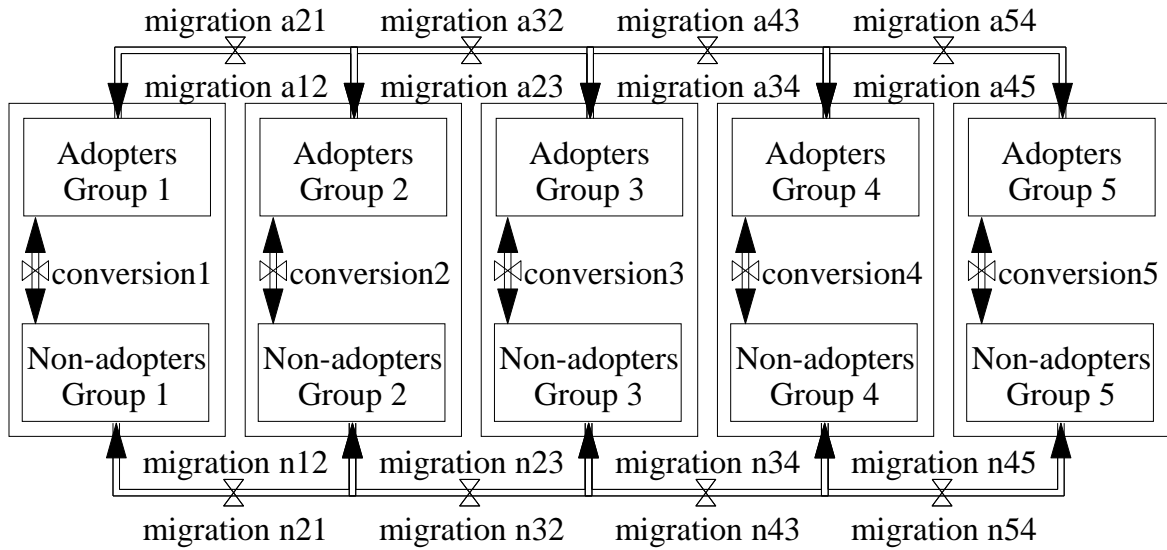 migration a21 migration a32 migration a43 migration a54
migration a12 migration a23 migration a34 migration a45
Adopters Adopters Adopters Adopters Adopters
Group 1 Group 2 Group 3 Group 4 Group 5
conversion1 conversion2 conversion3 conversion4 conversion5
Non-adopters Non-adopters Non-adopters Non-adopters Non-adopters
Group 1 Group 2 Group 3 Group 4 Group 5
migration n12 migration n23 migration n34 migration n45
migration n21 migration n32 migration n43 migration n54